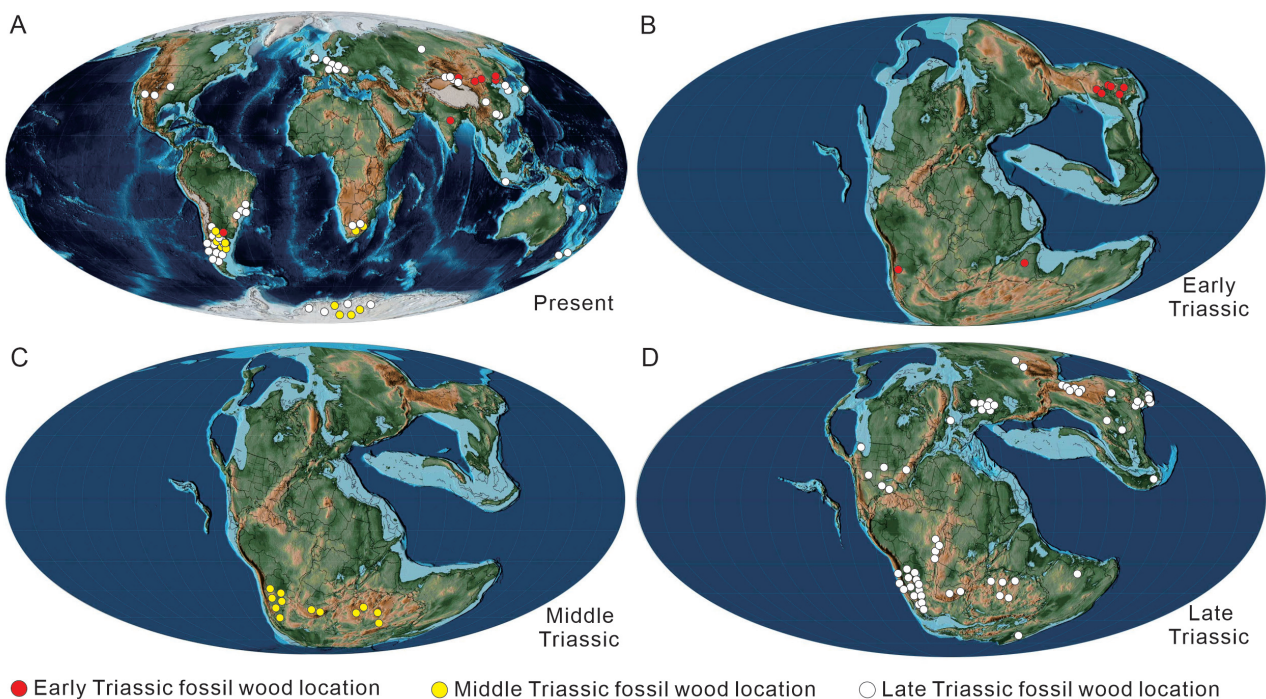 A
Present
B
Early
Triassic
C
Middle
Triassic
D
Late
Triassic
Early Triassic fossil wood location
Middle Triassic fossil wood location
Late Triassic fossil wood location